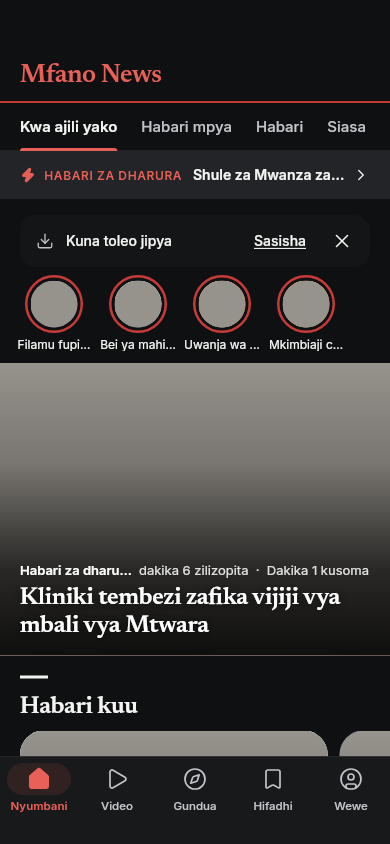 Mfano News
Kwa ajili yako Habari mpya Habari Siasa
HABARI ZA DHARURA Shule za Mwanza za...
Kuna toleo jipya Sasisha
Filamu fupi... Bei ya mahi... Uwanja wa ... Mkimbiaji c...
Habari za dharu... dakika 6 zilizopita · Dakika 1 kusoma
Kliniki tembezi zafika vijiji vya
mbali vya Mtwara
Habari kuu
Nyumbani Video Gundua Hifadhi Wewe